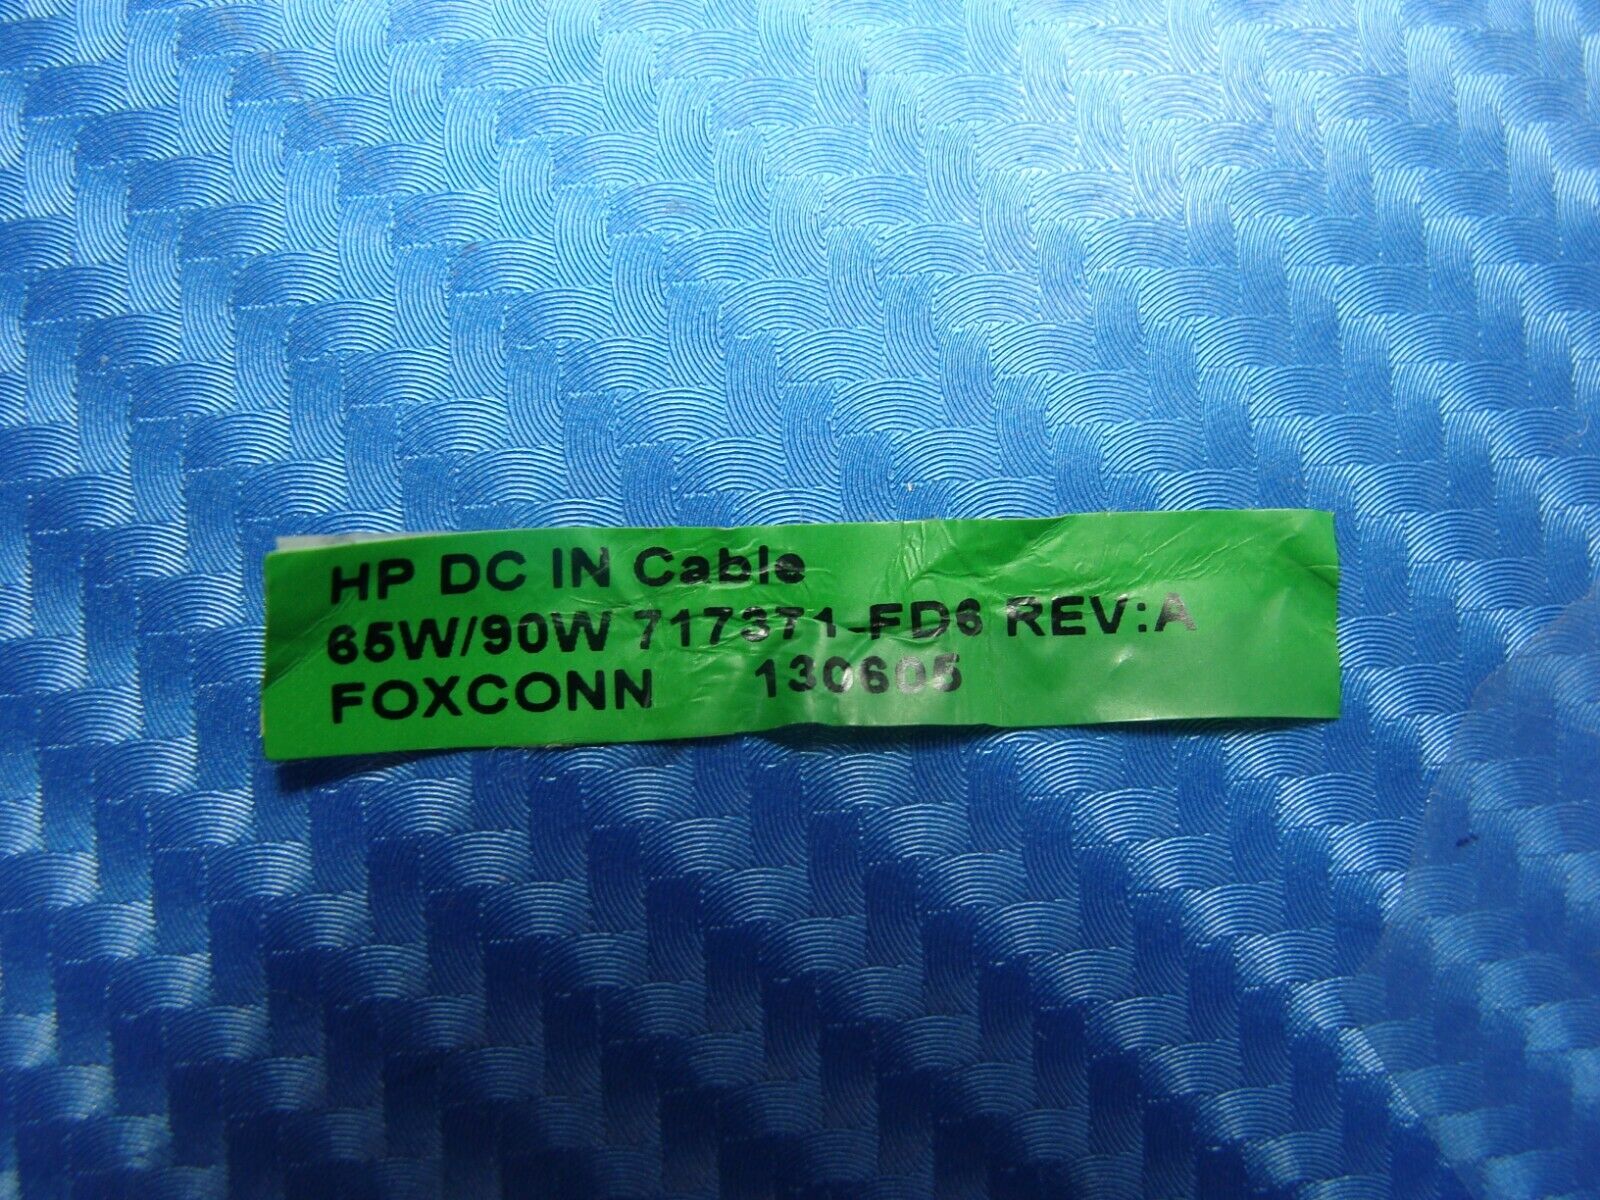 HP DC IN Cable
65W/90W 717371-FD6 REV:A
FOXCONN 130605